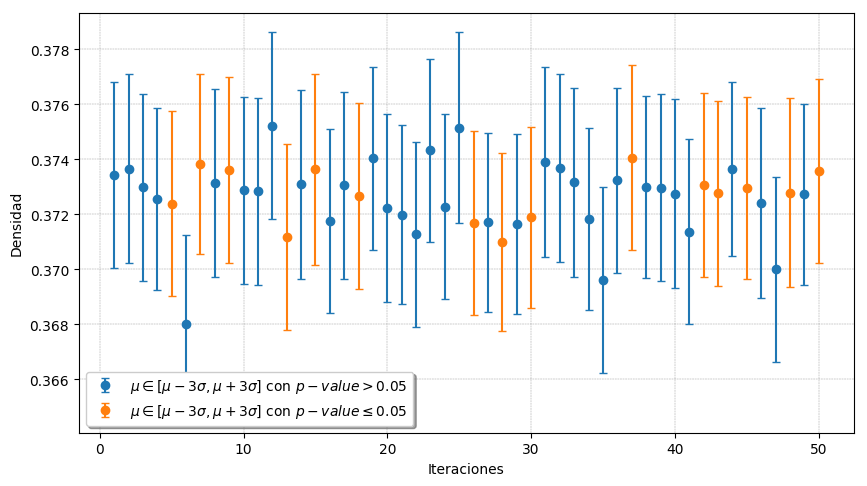 0.378
0.376
0.374
0.372
0.370
0.368
0.366
Densidad
μ ∈ [μ − 3σ, μ + 3σ] con p − value > 0.05
μ ∈ [μ − 3σ, μ + 3σ] con p − value ≤ 0.05
0 10 20 30 40 50
Iteraciones